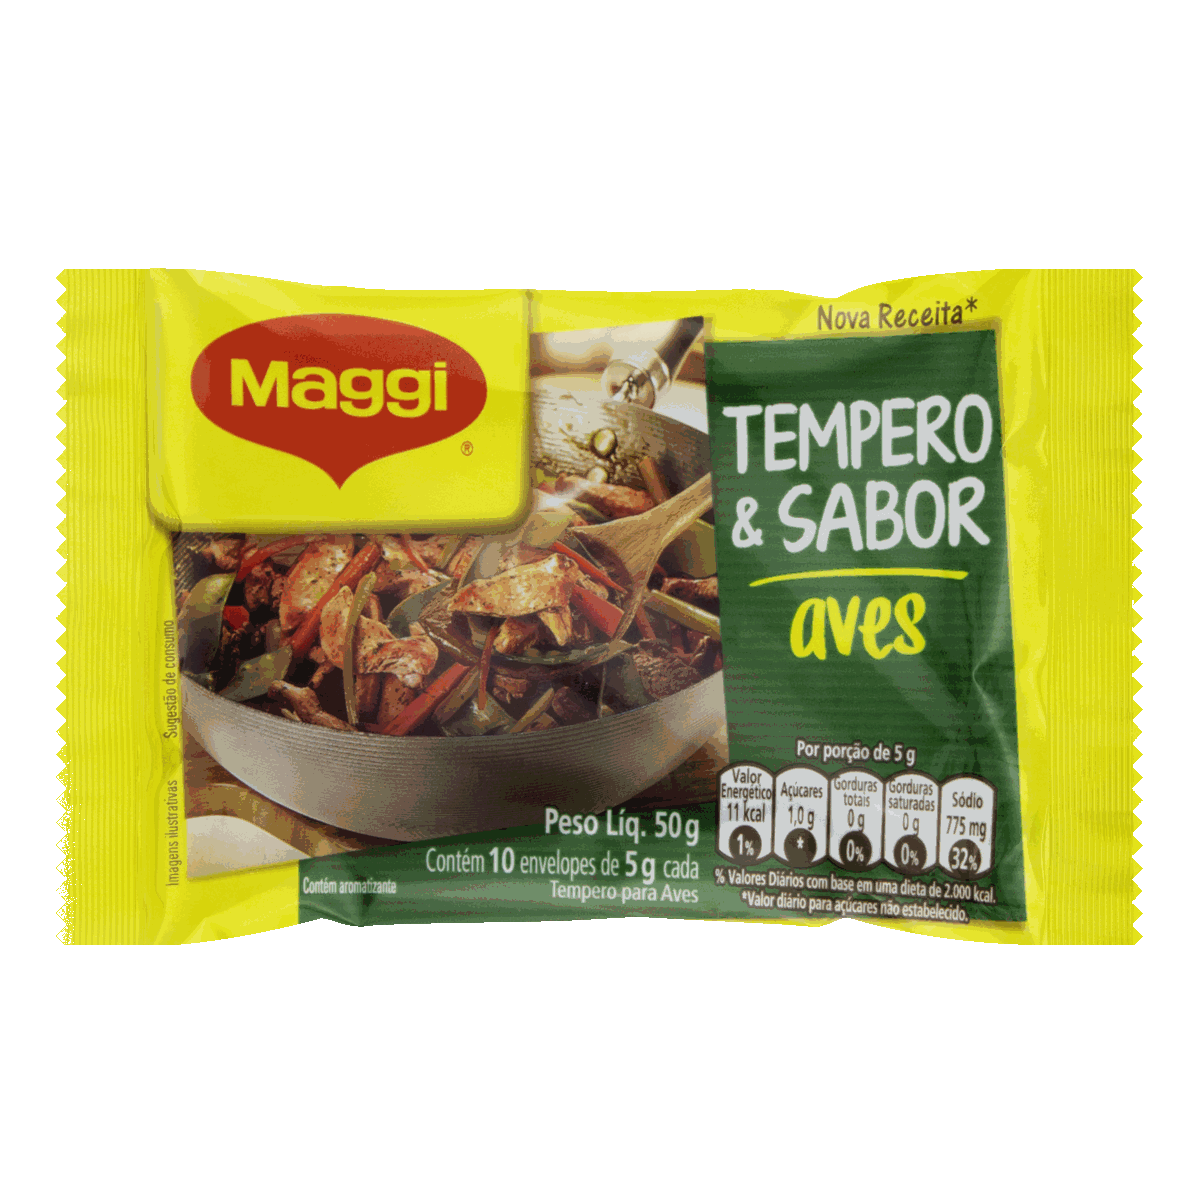 Nova Receita*
Maggi
®
TEMPERO
& SABOR
aves
Sugestão de consumo
Imagens ilustrativas
Por porção de 5 g
Valor Energético 11 kcal 1%
Açúcares 1,0 g *
Gorduras totais 0 g 0%
Gorduras saturadas 0 g 0%
Sódio 775 mg 32%
% Valores Diários com base em uma dieta de 2.000 kcal.
*Valor diário para açúcares não estabelecido.
Peso Líq. 50 g
Contém 10 envelopes de 5 g cada
Tempero para Aves
Contém aromatizante